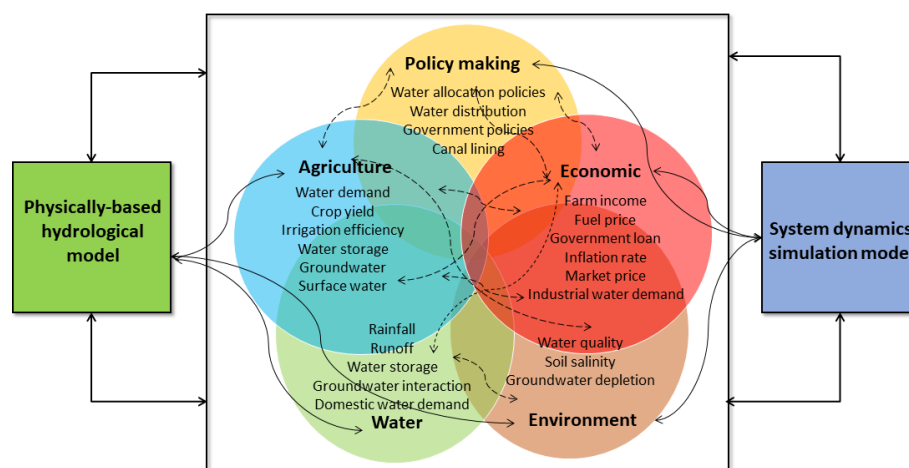 Policy making
Water allocation policies
Water distribution
Government policies
Canal lining
Agriculture
Water demand
Crop yield
Irrigation efficiency
Water storage
Groundwater
Surface water
Economic
Farm income
Fuel price
Government loan
Inflation rate
Market price
Industrial water demand
Physically-based
hydrological
model
System dynamics
simulation model
Rainfall
Runoff
Water storage
Groundwater interaction
Domestic water demand
Water
Water quality
Soil salinity
Groundwater depletion
Environment